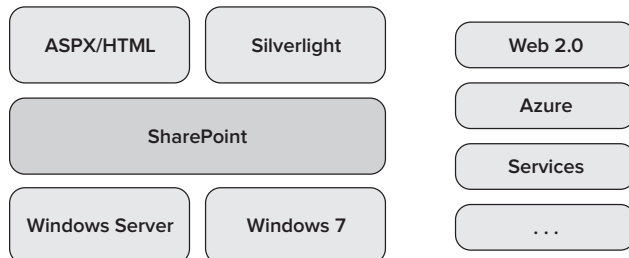 ASPX/HTML
Silverlight
SharePoint
Windows Server
Windows 7
Web 2.0
Azure
Services
. . .